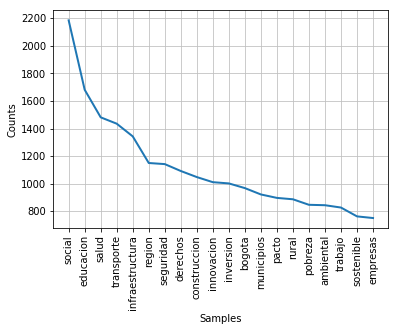 2200
2000
1800
1600
1400
1200
1000
800
Counts
social
educacion
salud
transporte
infraestructura
region
seguridad
derechos
construccion
innovacion
inversion
bogota
municipios
pacto
rural
pobreza
ambiental
trabajo
sostenible
empresas
Samples